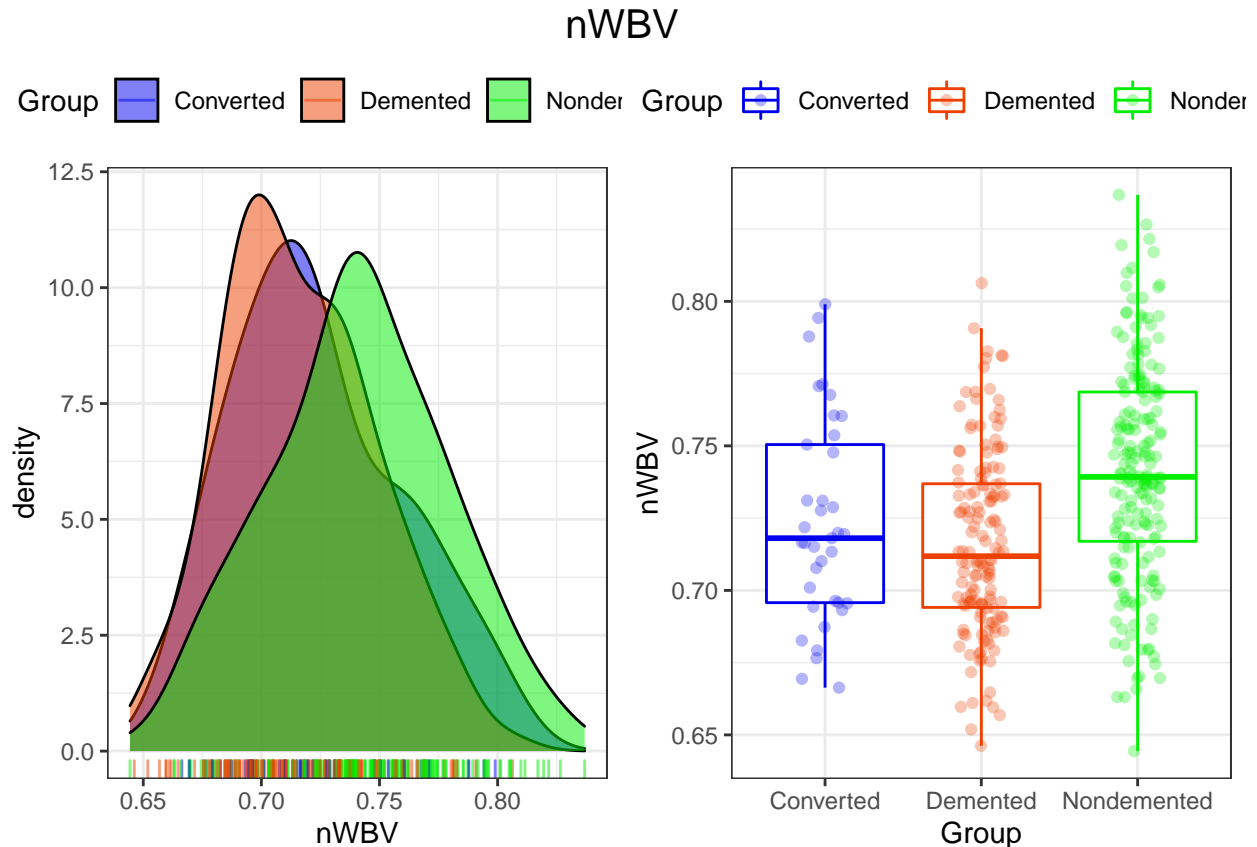 nWBV
Group Converted Demented Nonder
Group Converted Demented Nonder
12.5
10.0
7.5
5.0
2.5
0.0
density
0.65 0.70 0.75 0.80
nWBV
0.80
0.75
0.70
0.65
nWBV
Converted Demented Nondemented
Group